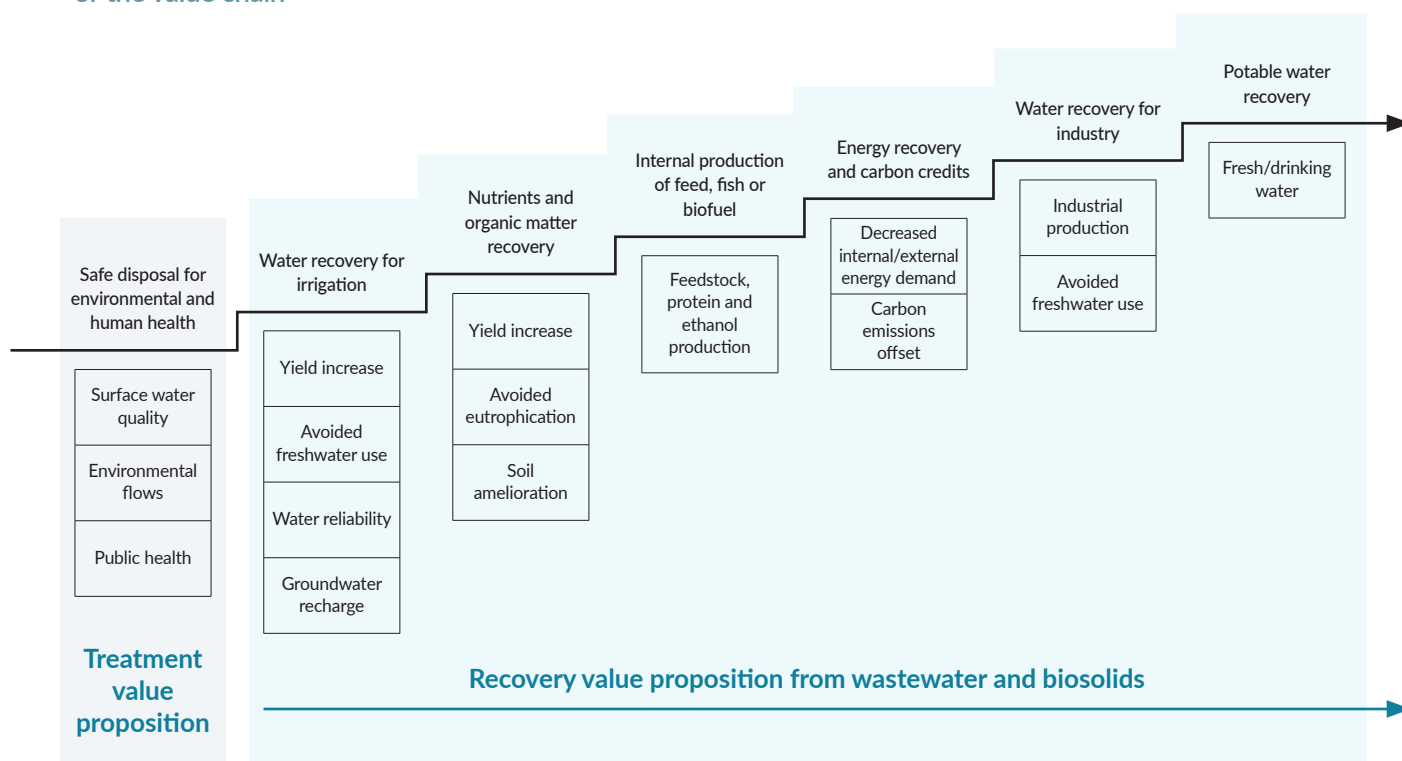 of the value chain
Potable water
recovery
Water recovery for
industry
Energy recovery
and carbon credits
Internal production
of feed, fish or
biofuel
Nutrients and
organic matter
recovery
Water recovery for
irrigation
Safe disposal for
environmental and
human health
Surface water
quality
Environmental
flows
Public health
Yield increase
Avoided
freshwater use
Water reliability
Groundwater
recharge
Yield increase
Avoided
eutrophication
Soil
amelioration
Feedstock,
protein and
ethanol
production
Decreased
internal/external
energy demand
Carbon
emissions
offset
Industrial
production
Avoided
freshwater use
Fresh/drinking
water
Treatment
value
proposition
Recovery value proposition from wastewater and biosolids